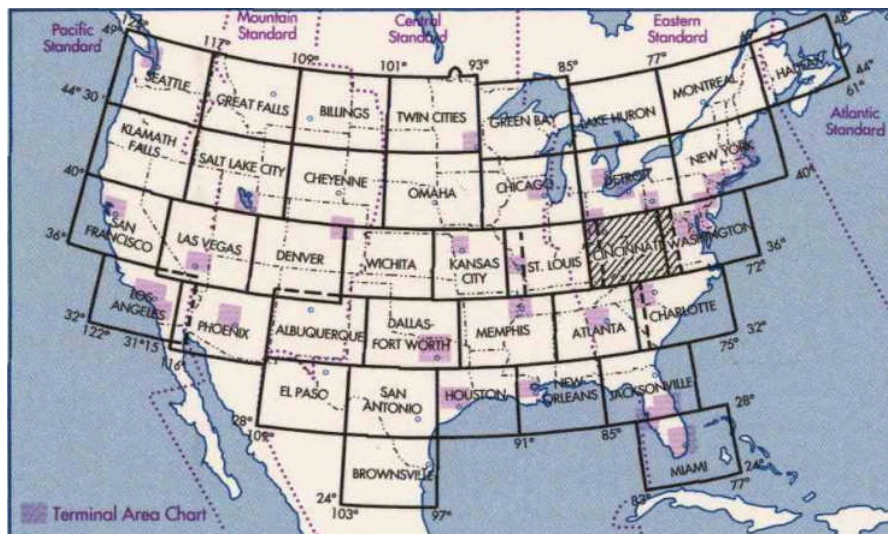 Pacific
Standard
Mountain
Standard
Central
Standard
Eastern
Standard
Atlantic
Standard
49°
117°
109°
101°
93°
85°
77°
48°
44°
61°
SEATTLE
GREAT FALLS
BILLINGS
TWIN CITIES
GREEN BAY
LAKE HURON
MONTREAL
HALIFAX
44° 30
KLAMATH
FALLS
SALT LAKE CITY
CHEYENNE
OMAHA
CHICAGO
DETROIT
NEW YORK
40°
40°
SAN
FRANCISCO
LAS VEGAS
DENVER
WICHITA
KANSAS
CITY
ST. LOUIS
CINCINNATI
WASHINGTON
36°
36°
72°
LOS
ANGELES
PHOENIX
ALBUQUERQUE
DALLAS-
FORT WORTH
MEMPHIS
ATLANTA
CHARLOTTE
32°
32°
122°
31°15
116°
75°
EL PASO
SAN
ANTONIO
HOUSTON
NEW
ORLEANS
JACKSONVILLE
28°
28°
91°
85°
BROWNSVILLE
MIAMI
24°
24°
103°
97°
83°
77°
Terminal Area Chart